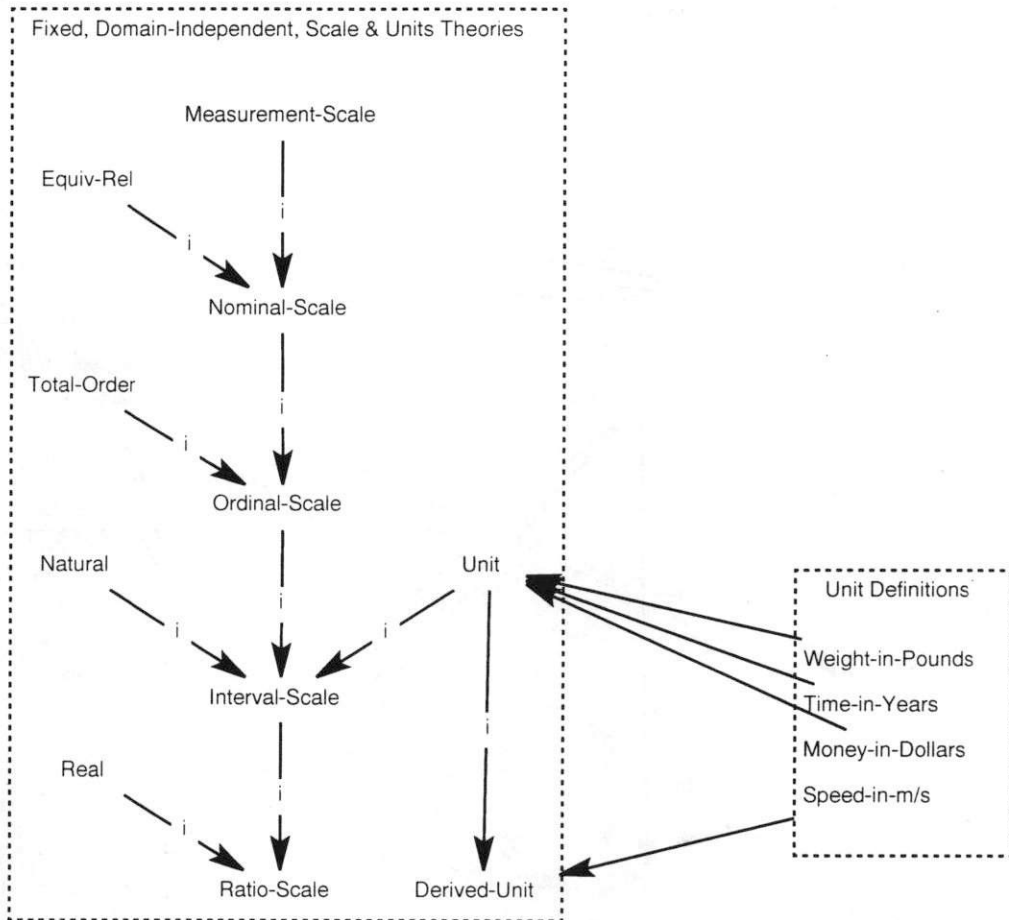 Fixed, Domain-Independent, Scale & Units Theories
Measurement-Scale
Equiv-Rel
i
i
Nominal-Scale
Total-Order
i
i
Ordinal-Scale
Natural
Unit
Unit Definitions
i
i
i
Weight-in-Pounds
Interval-Scale
Time-in-Years
i
Money-in-Dollars
Real
i
Speed-in-m/s
i
Ratio-Scale
Derived-Unit